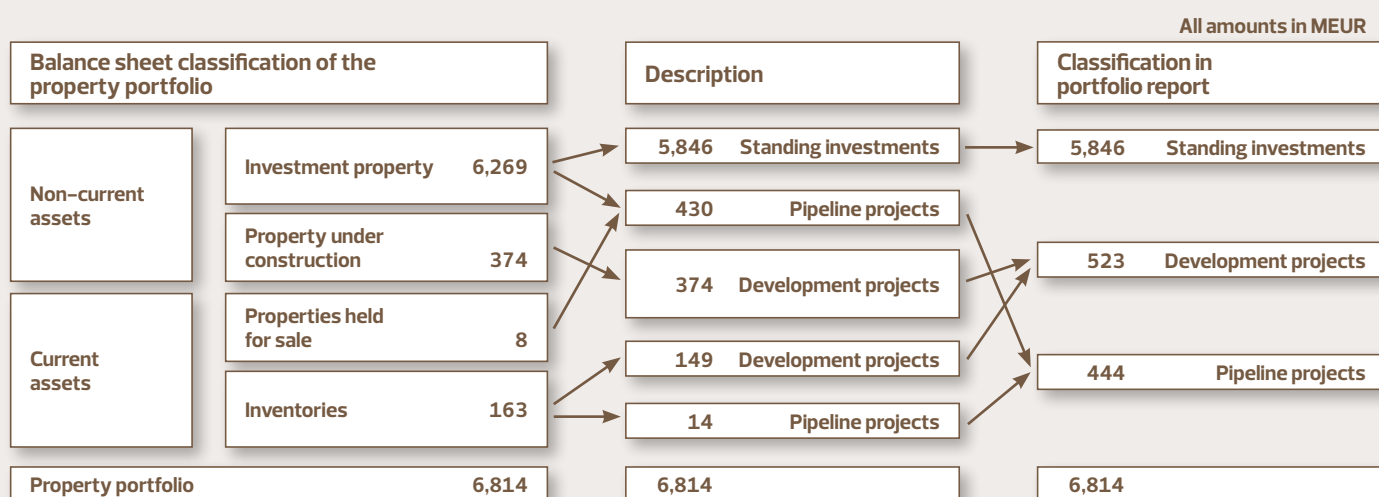 All amounts in MEUR
Balance sheet classification of the
property portfolio
Description
Classification in
portfolio report
Non–current
assets
Investment property 6,269
Property under
construction 374
Current
assets
Properties held
for sale 8
Inventories 163
5,846 Standing investments
430 Pipeline projects
374 Development projects
149 Development projects
14 Pipeline projects
5,846 Standing investments
523 Development projects
444 Pipeline projects
Property portfolio 6,814
6,814
6,814